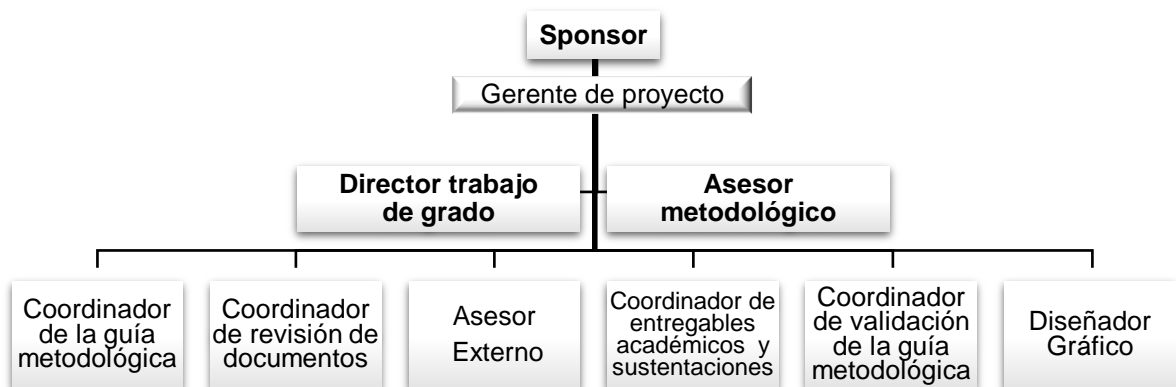 Sponsor
Gerente de proyecto
Director trabajo
de grado
Asesor
metodológico
Coordinador
de la guía
metodológica
Coordinador
de revisión de
documentos
Asesor
Externo
Coordinador de
entregables
académicos y
sustentaciones
Coordinador
de validación
de la guía
metodológica
Diseñador
Gráfico